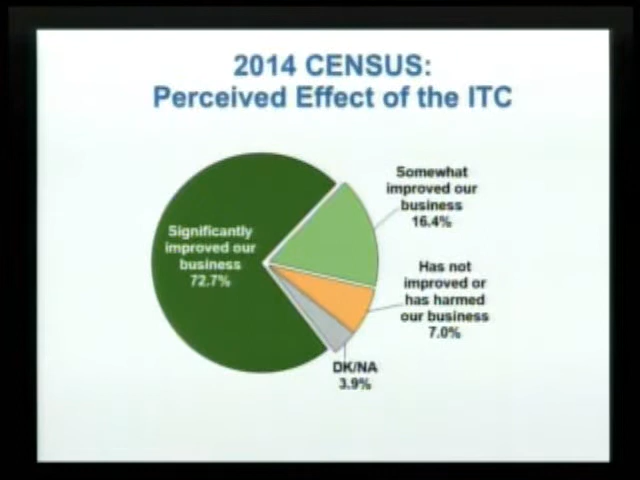 2014 CENSUS:
Perceived Effect of the ITC
Significantly
improved our
business
72.7%
Somewhat
improved our
business
16.4%
Has not
improved or
has harmed
our business
7.0%
DK/NA
3.9%